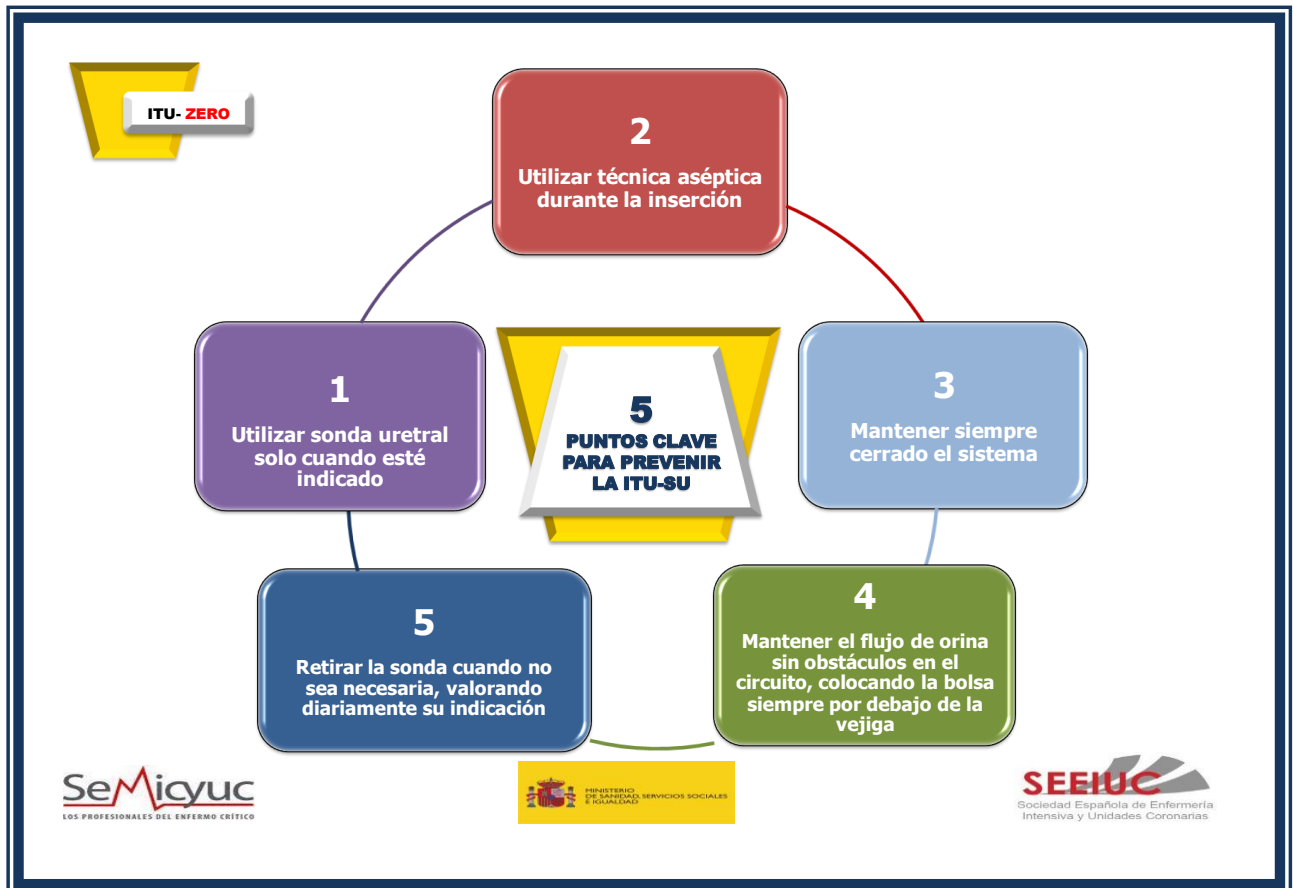 ITU- ZERO
2
Utilizar técnica aséptica
durante la inserción
1
Utilizar sonda uretral
solo cuando esté
indicado
5
PUNTOS CLAVE
PARA PREVENIR
LA ITU-SU
3
Mantener siempre
cerrado el sistema
5
Retirar la sonda cuando no
sea necesaria, valorando
diariamente su indicación
4
Mantener el flujo de orina
sin obstáculos en el
circuito, colocando la bolsa
siempre por debajo de la
vejiga
SeMicyuc
LOS PROFESIONALES DEL ENFERMO CRÍTICO
MINISTERIO
DE SANIDAD, SERVICIOS SOCIALES
E IGUALDAD
SEEIUC
Sociedad Española de Enfermería
Intensiva y Unidades Coronarias